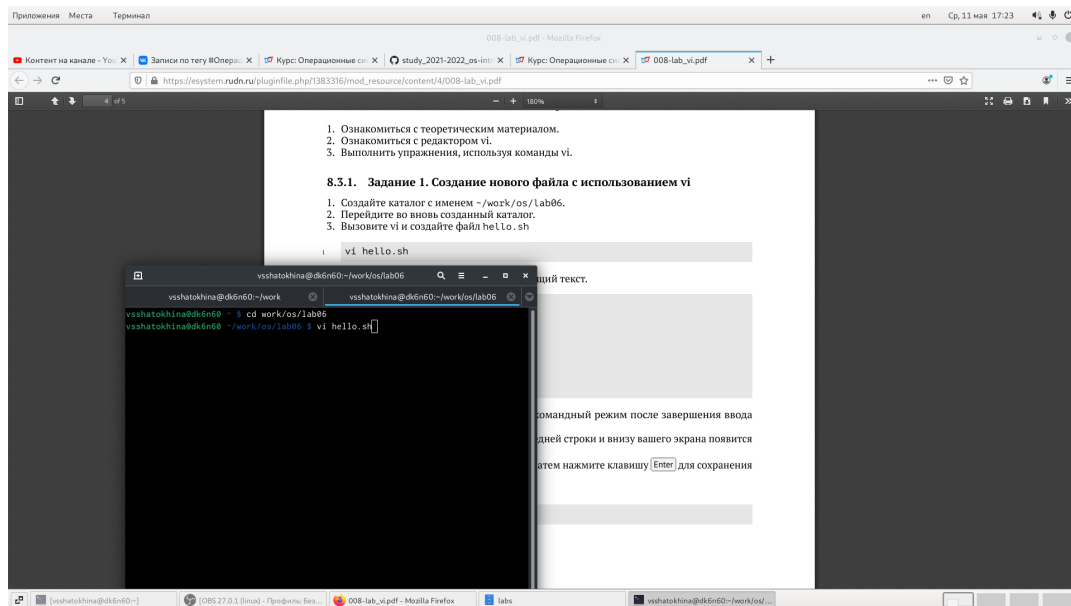 Приложения Места Терминал en Ср, 11 мая 17:23
008-lab_vi.pdf - Mozilla Firefox
Контент на канале - You Записи по тегу #Операц Курс: Операционные си study_2021-2022_os-int Курс: Операционные си 008-lab_vi.pdf
https://esystem.rudn.ru/pluginfile.php/1383316/mod_resource/content/4/008-lab_vi.pdf
4 of 5 180%
1. Ознакомиться с теоретическим материалом.
2. Ознакомиться с редактором vi.
3. Выполнить упражнения, используя команды vi.
8.3.1. Задание 1. Создание нового файла с использованием vi
1. Создайте каталог с именем ~/work/os/lab06.
2. Перейдите во вновь созданный каталог.
3. Вызовите vi и создайте файл hello.sh
1 vi hello.sh
vsshatokhina@dk6n60:~/work/os/lab06
щий текст.
vsshatokhina@dk6n60:~/work vsshatokhina@dk6n60:~/work/os/lab06
vsshatokhina@dk6n60 ~ $ cd work/os/lab06
vsshatokhina@dk6n60 ~/work/os/lab06 $ vi hello.sh
командный режим после завершения ввода
едней строки и внизу вашего экрана появится
атем нажмите клавишу Enter для сохранения
[vsshatokhina@dk6n60:~] [OBS 27.0.1 (linux) - Профиль: Без... 008-lab_vi.pdf - Mozilla Firefox labs vsshatokhina@dk6n60:~/work/os/...